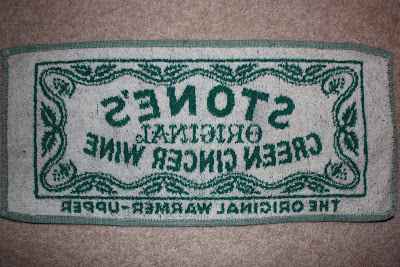 STONE'S
ORIGINAL
GREEN GINGER WINE
THE ORIGINAL WARMER-UPPER